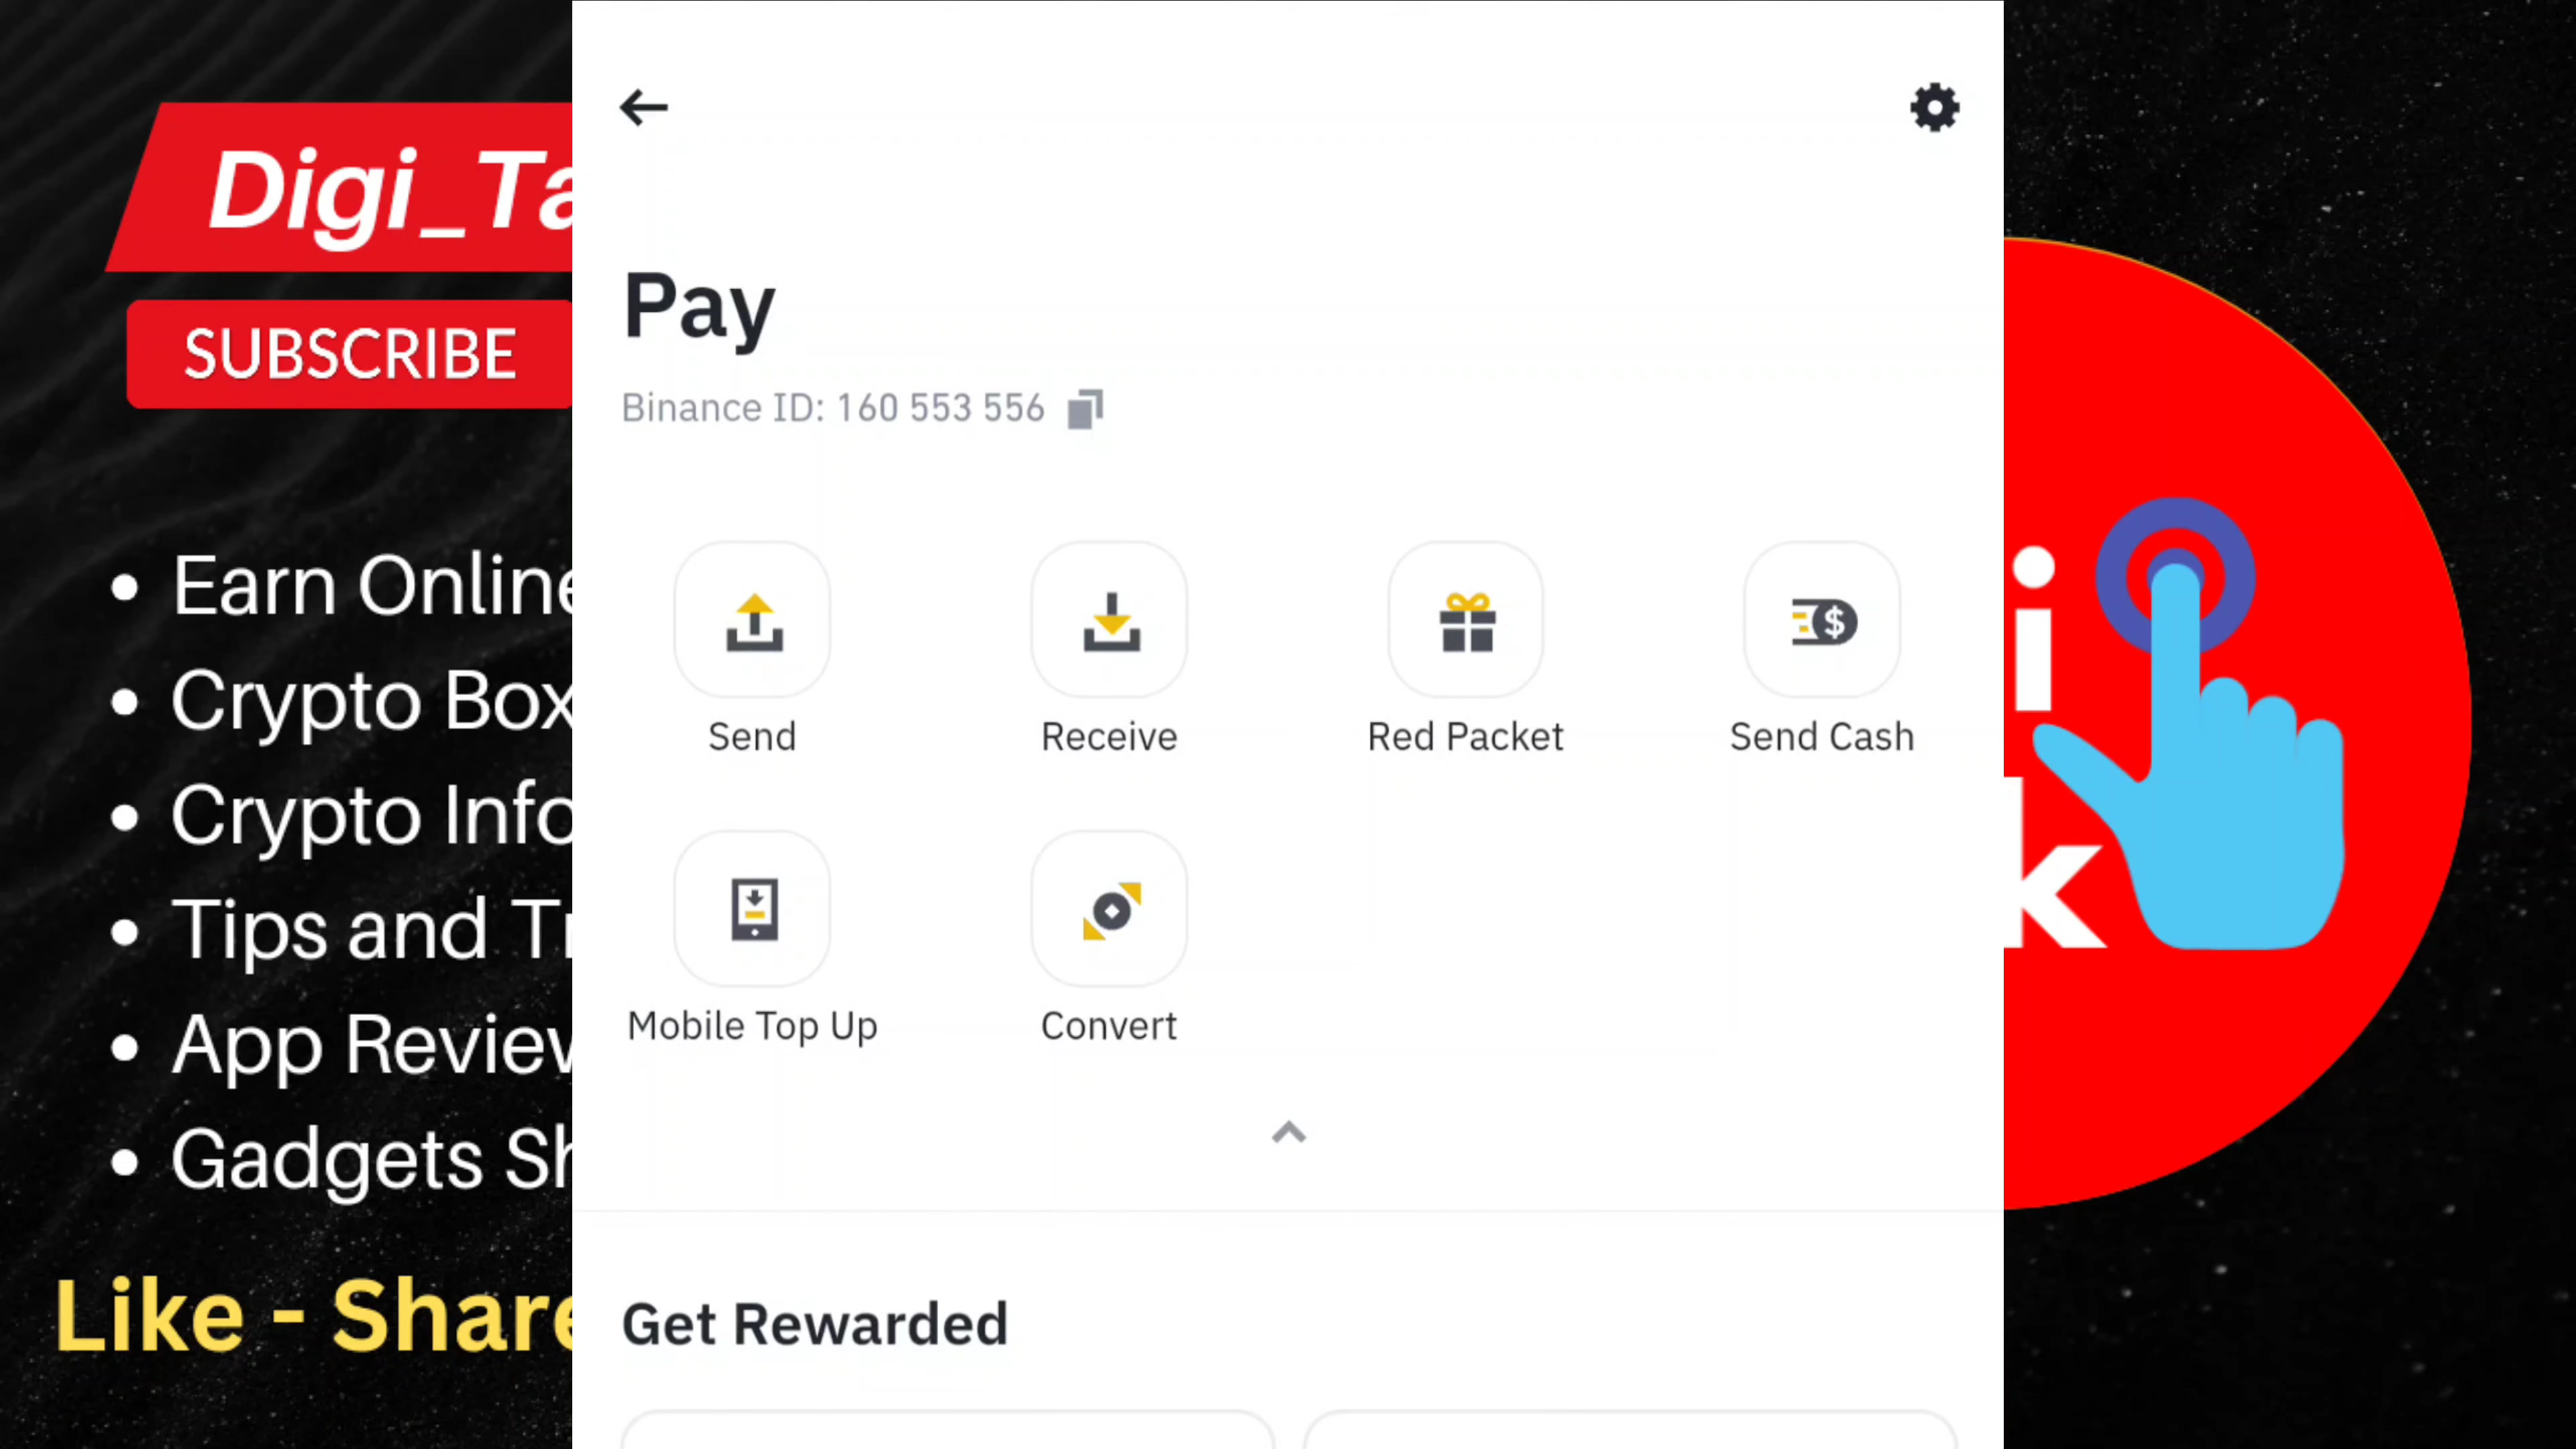 Digi_Ta
SUBSCRIBE
• Earn Online
• Crypto Box
• Crypto Info
• Tips and Tr
• App Review
• Gadgets Sh
Like - Share
Pay
Binance ID: 160 553 556
Send
Receive
Red Packet
Send Cash
Mobile Top Up
Convert
Get Rewarded
i
k